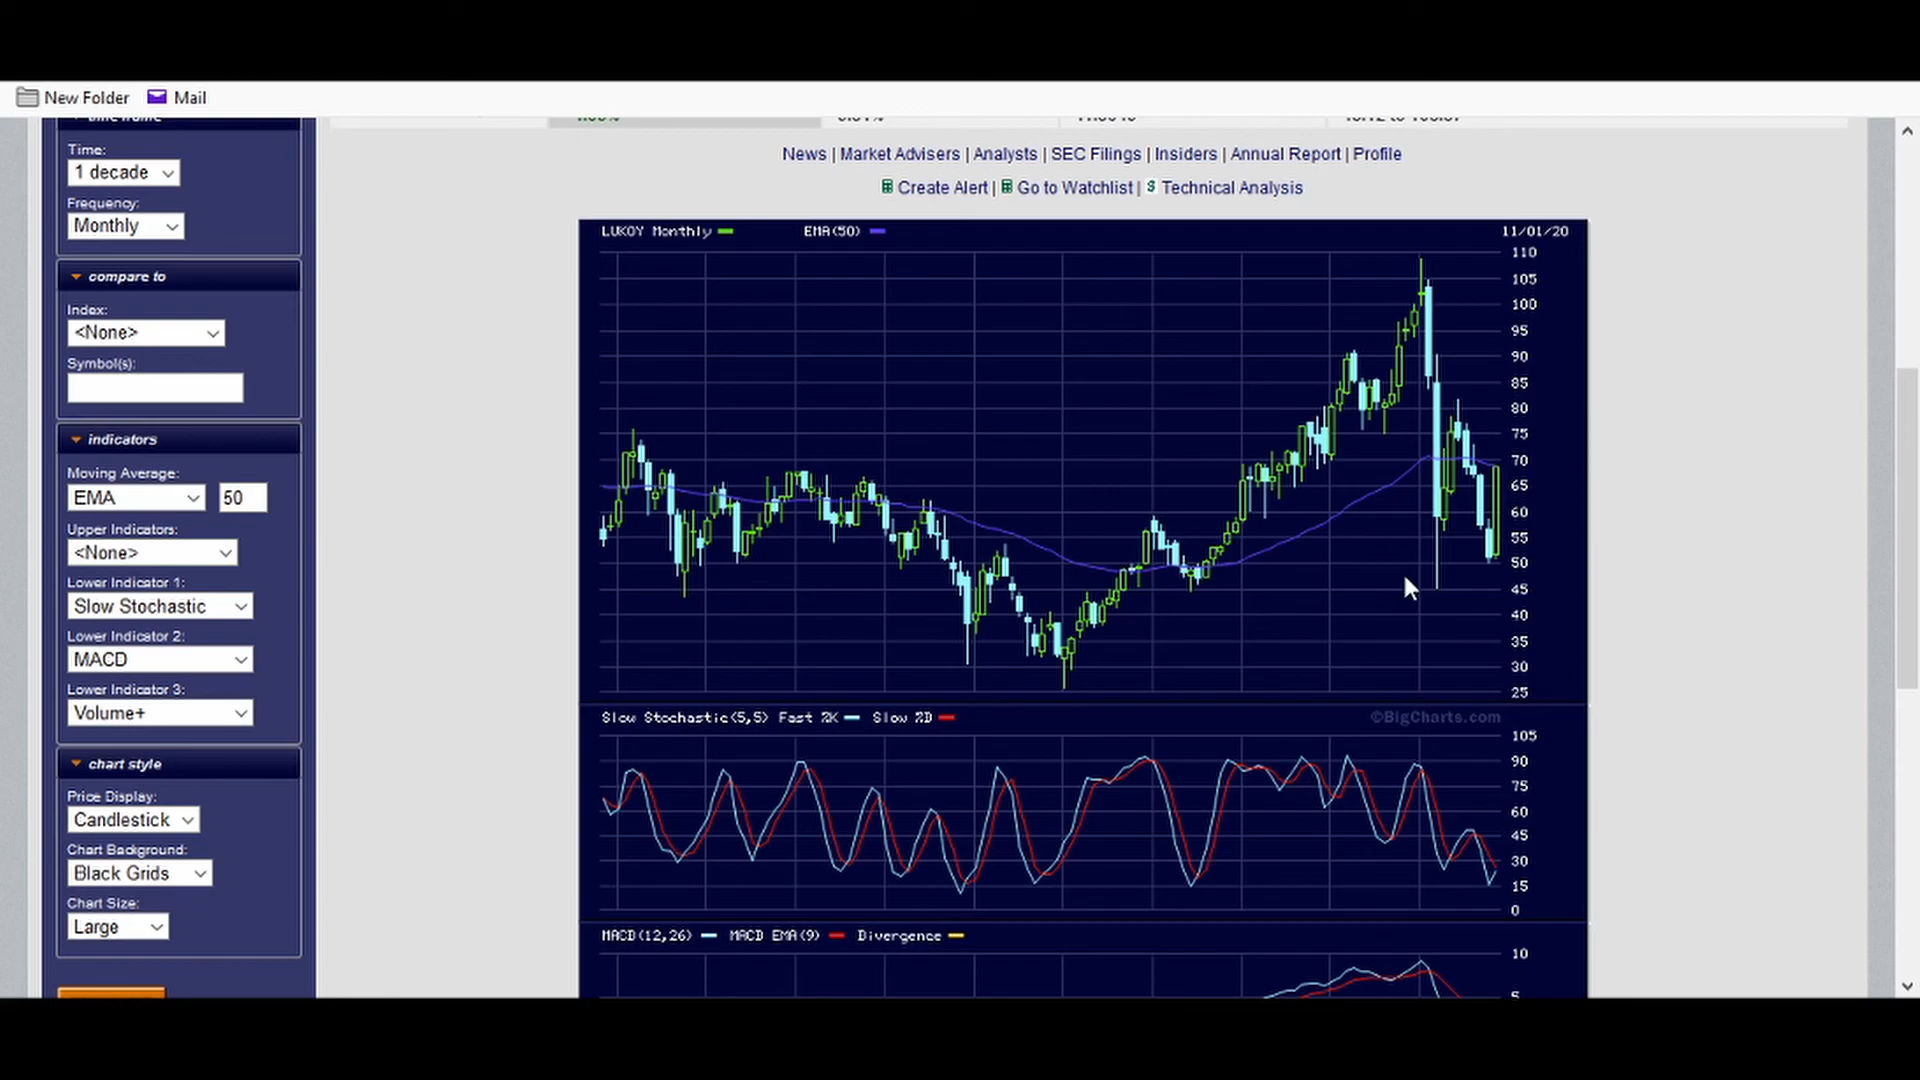 New Folder Mail
time frame
Time:
1 decade
Frequency:
Monthly
compare to
Index:
<None>
Symbol(s):
indicators
Moving Average:
EMA 50
Upper Indicators:
<None>
Lower Indicator 1:
Slow Stochastic
Lower Indicator 2:
MACD
Lower Indicator 3:
Volume+
chart style
Price Display:
Candlestick
Chart Background:
Black Grids
Chart Size:
Large
News | Market Advisers | Analysts | SEC Filings | Insiders | Annual Report | Profile
Create Alert | Go to Watchlist | Technical Analysis
LUKOY Monthly EMA(50) 11/01/20
110
105
100
95
90
85
80
75
70
65
60
55
50
45
40
35
30
25
Slow Stochastic(5,5) Fast %K Slow %D ©BigCharts.com
105
90
75
60
45
30
15
0
MACD(12,26) MACD EMA(9) Divergence
10
5